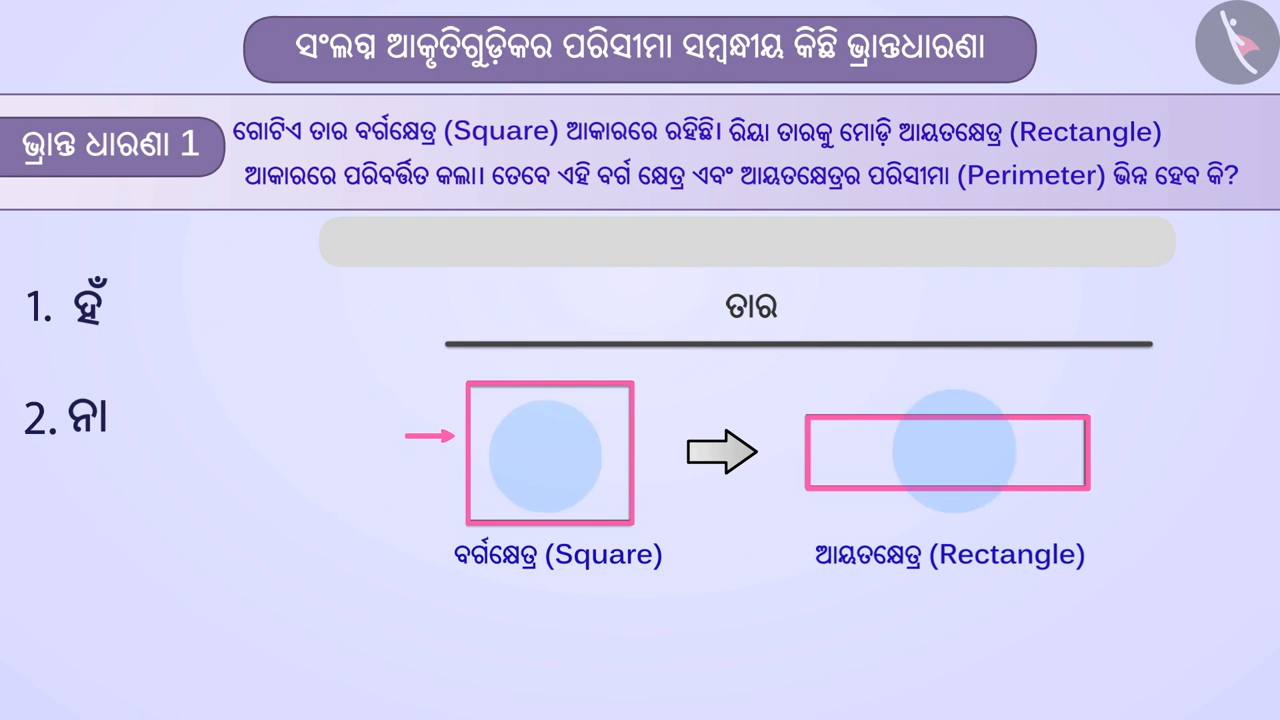 ସଂଲଗ୍ନ ଆକୃତିଗୁଡ଼ିକର ପରିସୀମା ସମ୍ବନ୍ଧୀୟ କିଛି ଭ୍ରାନ୍ତଧାରଣା
ଭ୍ରାନ୍ତ ଧାରଣା 1
ଗୋଟିଏ ତାର ବର୍ଗକ୍ଷେତ୍ର (Square) ଆକାରରେ ରହିଛି। ରିୟା ତାରକୁ ମୋଡ଼ି ଆୟତକ୍ଷେତ୍ର (Rectangle)
ଆକାରରେ ପରିବର୍ତ୍ତିତ କଲା। ତେବେ ଏହି ବର୍ଗ କ୍ଷେତ୍ର ଏବଂ ଆୟତକ୍ଷେତ୍ରର ପରିସୀମା (Perimeter) ଭିନ୍ନ ହେବ କି?
1. ହଁ
ତାର
2. ନା
ବର୍ଗକ୍ଷେତ୍ର (Square)
ଆୟତକ୍ଷେତ୍ର (Rectangle)